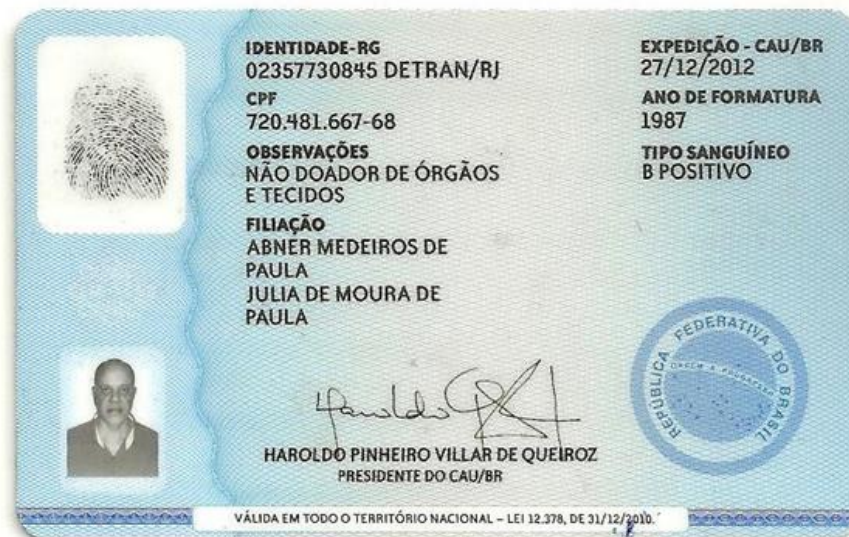 IDENTIDADE-RG
02357730845 DETRAN/RJ
CPF
720.481.667-68
OBSERVAÇÕES
NÃO DOADOR DE ÓRGÃOS
E TECIDOS
FILIAÇÃO
ABNER MEDEIROS DE
PAULA
JULIA DE MOURA DE
PAULA
EXPEDIÇÃO - CAU/BR
27/12/2012
ANO DE FORMATURA
1987
TIPO SANGUÍNEO
B POSITIVO
REPÚBLICA FEDERATIVA DO BRASIL
ORDEM E PROGRESSO
HAROLDO PINHEIRO VILLAR DE QUEIROZ
PRESIDENTE DO CAU/BR
VÁLIDA EM TODO O TERRITÓRIO NACIONAL – LEI 12.378, DE 31/12/2010.